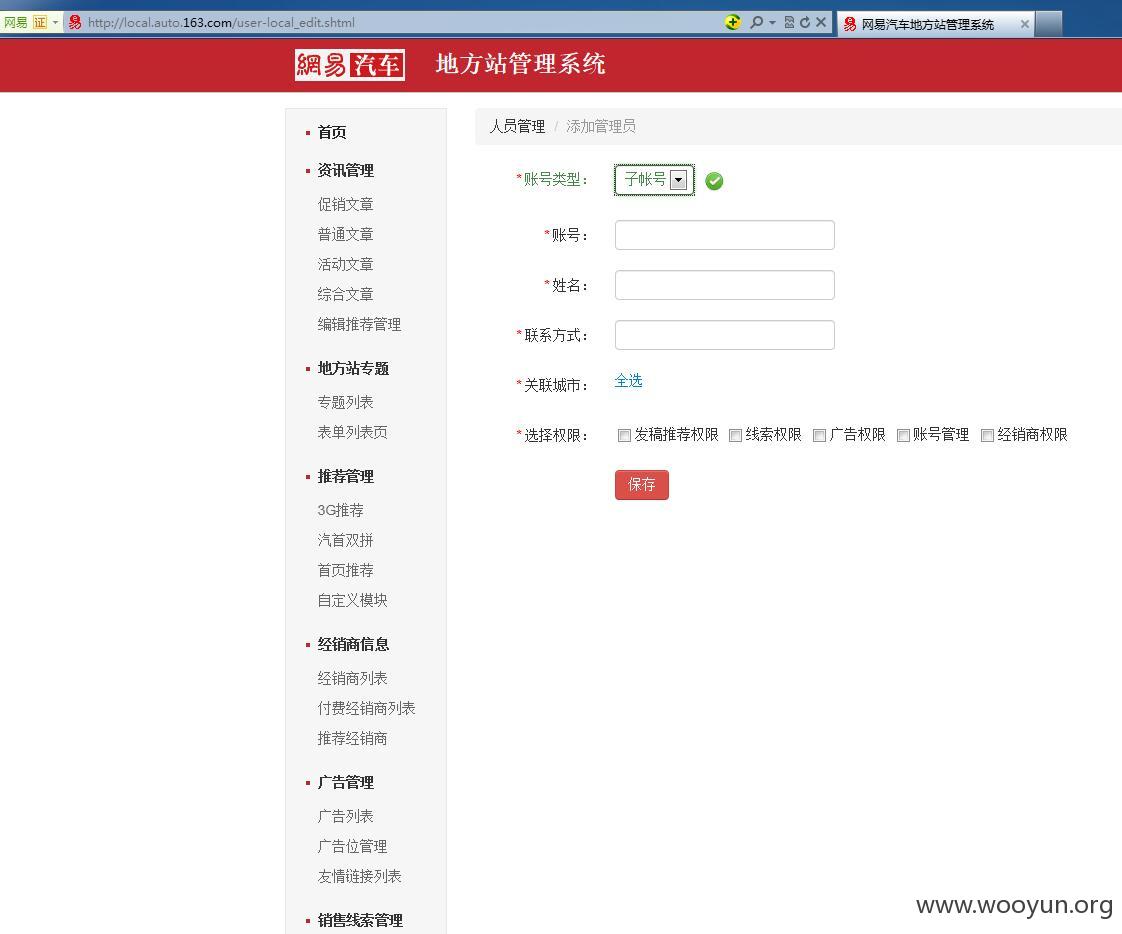 网易 证 http://local.auto.163.com/user-local_edit.shtml 网易汽车地方站管理系统
網易 汽车 地方站管理系统
首页
资讯管理
促销文章
普通文章
活动文章
综合文章
编辑推荐管理
地方站专题
专题列表
表单列表页
推荐管理
3G推荐
汽首双拼
首页推荐
自定义模块
经销商信息
经销商列表
付费经销商列表
推荐经销商
广告管理
广告列表
广告位管理
友情链接列表
销售线索管理
人员管理 / 添加管理员
*账号类型： 子帐号
*账号：
*姓名：
*联系方式：
*关联城市： 全选
*选择权限： 发稿推荐权限 线索权限 广告权限 账号管理 经销商权限
保存
www.wooyun.org